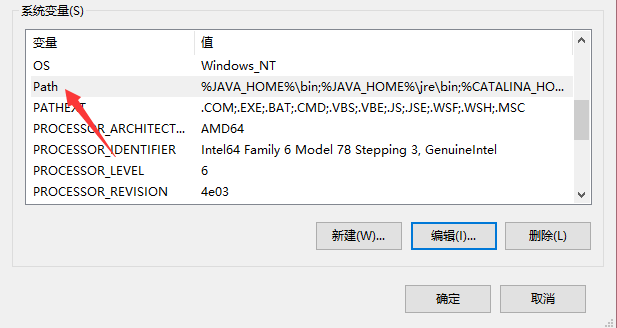 系统变量(S)
变量 值
OS Windows_NT
Path %JAVA_HOME%\bin;%JAVA_HOME%\jre\bin;%CATALINA_HO...
PATHEXT .COM;.EXE;.BAT;.CMD;.VBS;.VBE;.JS;.JSE;.WSF;.WSH;.MSC
PROCESSOR_ARCHITECT... AMD64
PROCESSOR_IDENTIFIER Intel64 Family 6 Model 78 Stepping 3, GenuineIntel
PROCESSOR_LEVEL 6
PROCESSOR_REVISION 4e03
新建(W)... 编辑(I)... 删除(L)
确定 取消